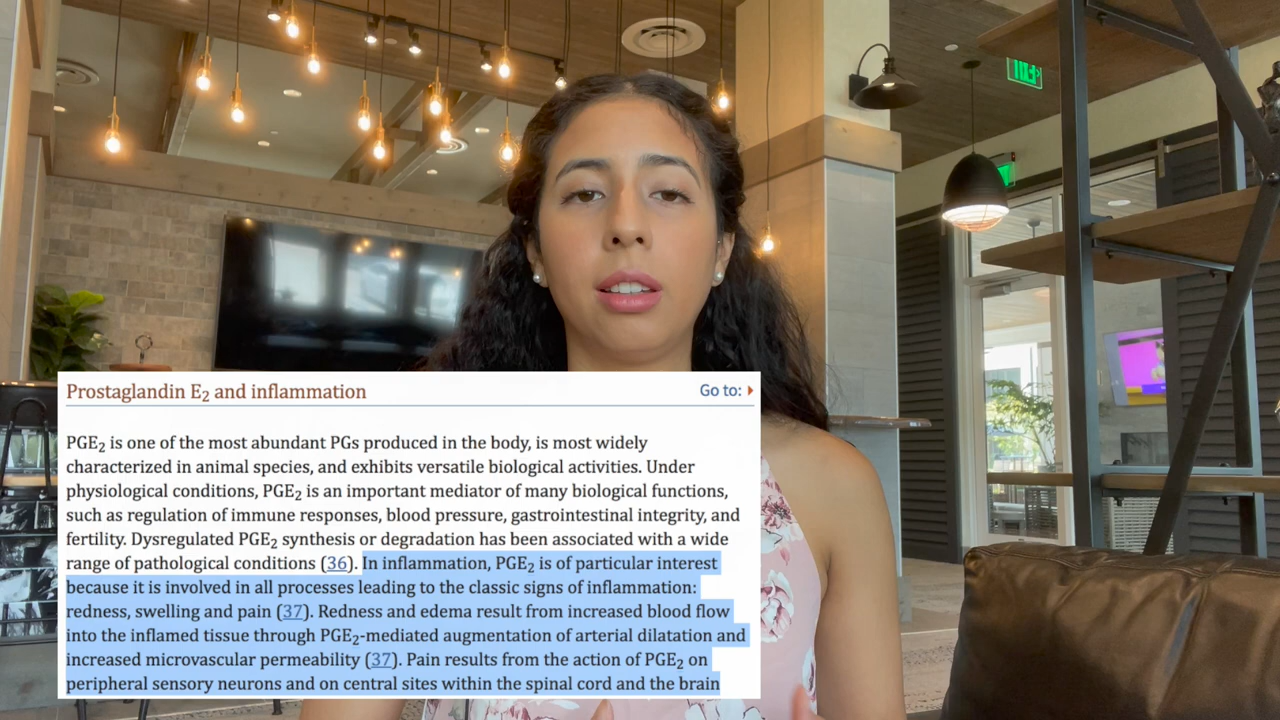 Prostaglandin E₂ and inflammation Go to:
PGE₂ is one of the most abundant PGs produced in the body, is most widely
characterized in animal species, and exhibits versatile biological activities. Under
physiological conditions, PGE₂ is an important mediator of many biological functions,
such as regulation of immune responses, blood pressure, gastrointestinal integrity, and
fertility. Dysregulated PGE₂ synthesis or degradation has been associated with a wide
range of pathological conditions (36). In inflammation, PGE₂ is of particular interest
because it is involved in all processes leading to the classic signs of inflammation:
redness, swelling and pain (37). Redness and edema result from increased blood flow
into the inflamed tissue through PGE₂-mediated augmentation of arterial dilatation and
increased microvascular permeability (37). Pain results from the action of PGE₂ on
peripheral sensory neurons and on central sites within the spinal cord and the brain